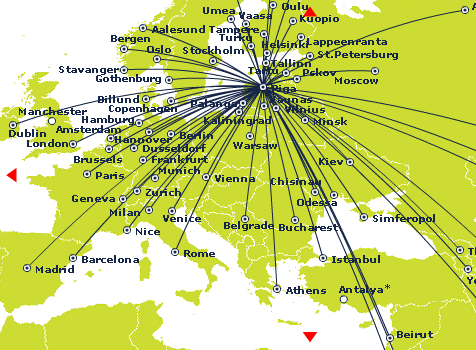 Oulu
Umea
Vaasa
Kuopio
Aalesund
Tampere
Bergen
Turku
Helsinki
Lappeenranta
Oslo
Stockholm
St.Petersburg
Tallinn
Stavanger
Tartu
Pskov
Gothenburg
Moscow
Riga
Billund
Palanga
Kaunas
Manchester
Copenhagen
Vilnius
Hamburg
Kaliningrad
Minsk
Dublin
Amsterdam
Hannover
Berlin
London
Dusseldorf
Warsaw
Brussels
Frankfurt
Kiev
Paris
Munich
Vienna
Chisinau
Zurich
Geneva
Odessa
Milan
Venice
Simferopol
Nice
Belgrade
Bucharest
Rome
Barcelona
Istanbul
Madrid
Athens
Antalya*
Beirut